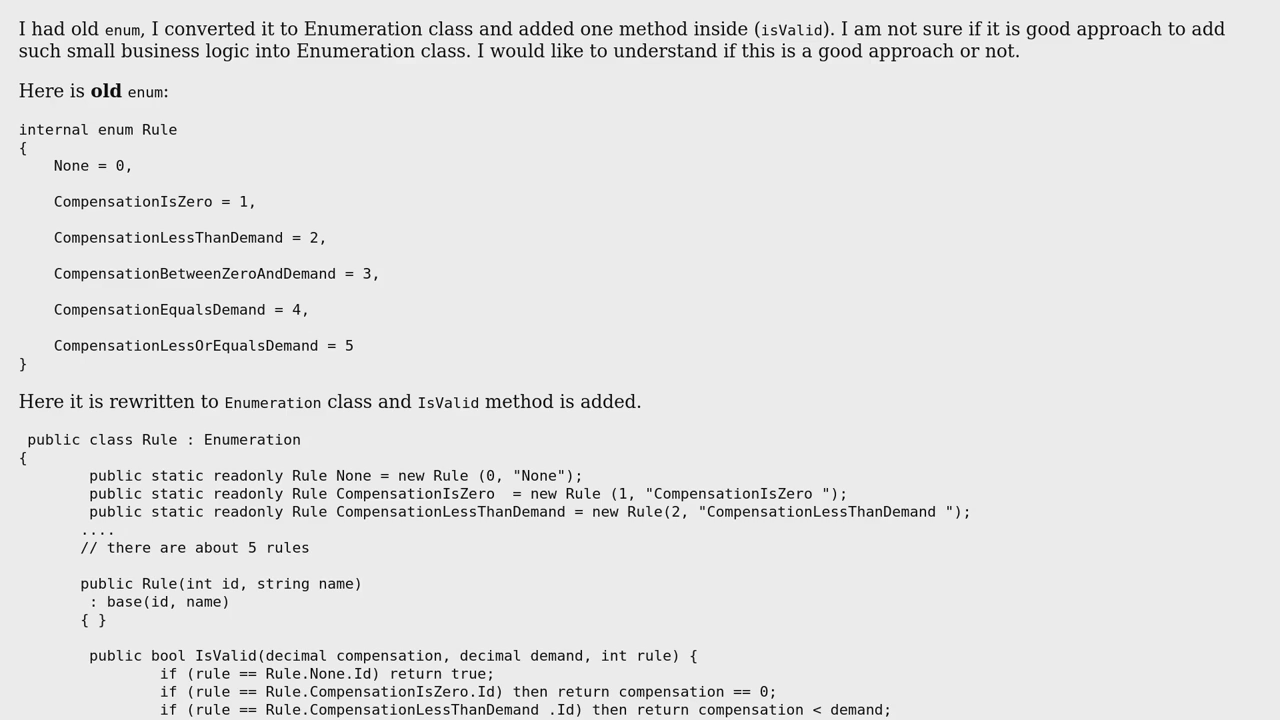 I had old enum, I converted it to Enumeration class and added one method inside (isValid). I am not sure if it is good approach to add
such small business logic into Enumeration class. I would like to understand if this is a good approach or not.
Here is old enum:
internal enum Rule
{
    None = 0,
    CompensationIsZero = 1,
    CompensationLessThanDemand = 2,
    CompensationBetweenZeroAndDemand = 3,
    CompensationEqualsDemand = 4,
    CompensationLessOrEqualsDemand = 5
}
Here it is rewritten to Enumeration class and IsValid method is added.
 public class Rule : Enumeration
{
        public static readonly Rule None = new Rule (0, "None");
        public static readonly Rule CompensationIsZero  = new Rule (1, "CompensationIsZero ");
        public static readonly Rule CompensationLessThanDemand = new Rule(2, "CompensationLessThanDemand ");
       ....
       // there are about 5 rules
       public Rule(int id, string name)
        : base(id, name)
       { }
        public bool IsValid(decimal compensation, decimal demand, int rule) {
                if (rule == Rule.None.Id) return true;
                if (rule == Rule.CompensationIsZero.Id) then return compensation == 0;
                if (rule == Rule.CompensationLessThanDemand .Id) then return compensation < demand;